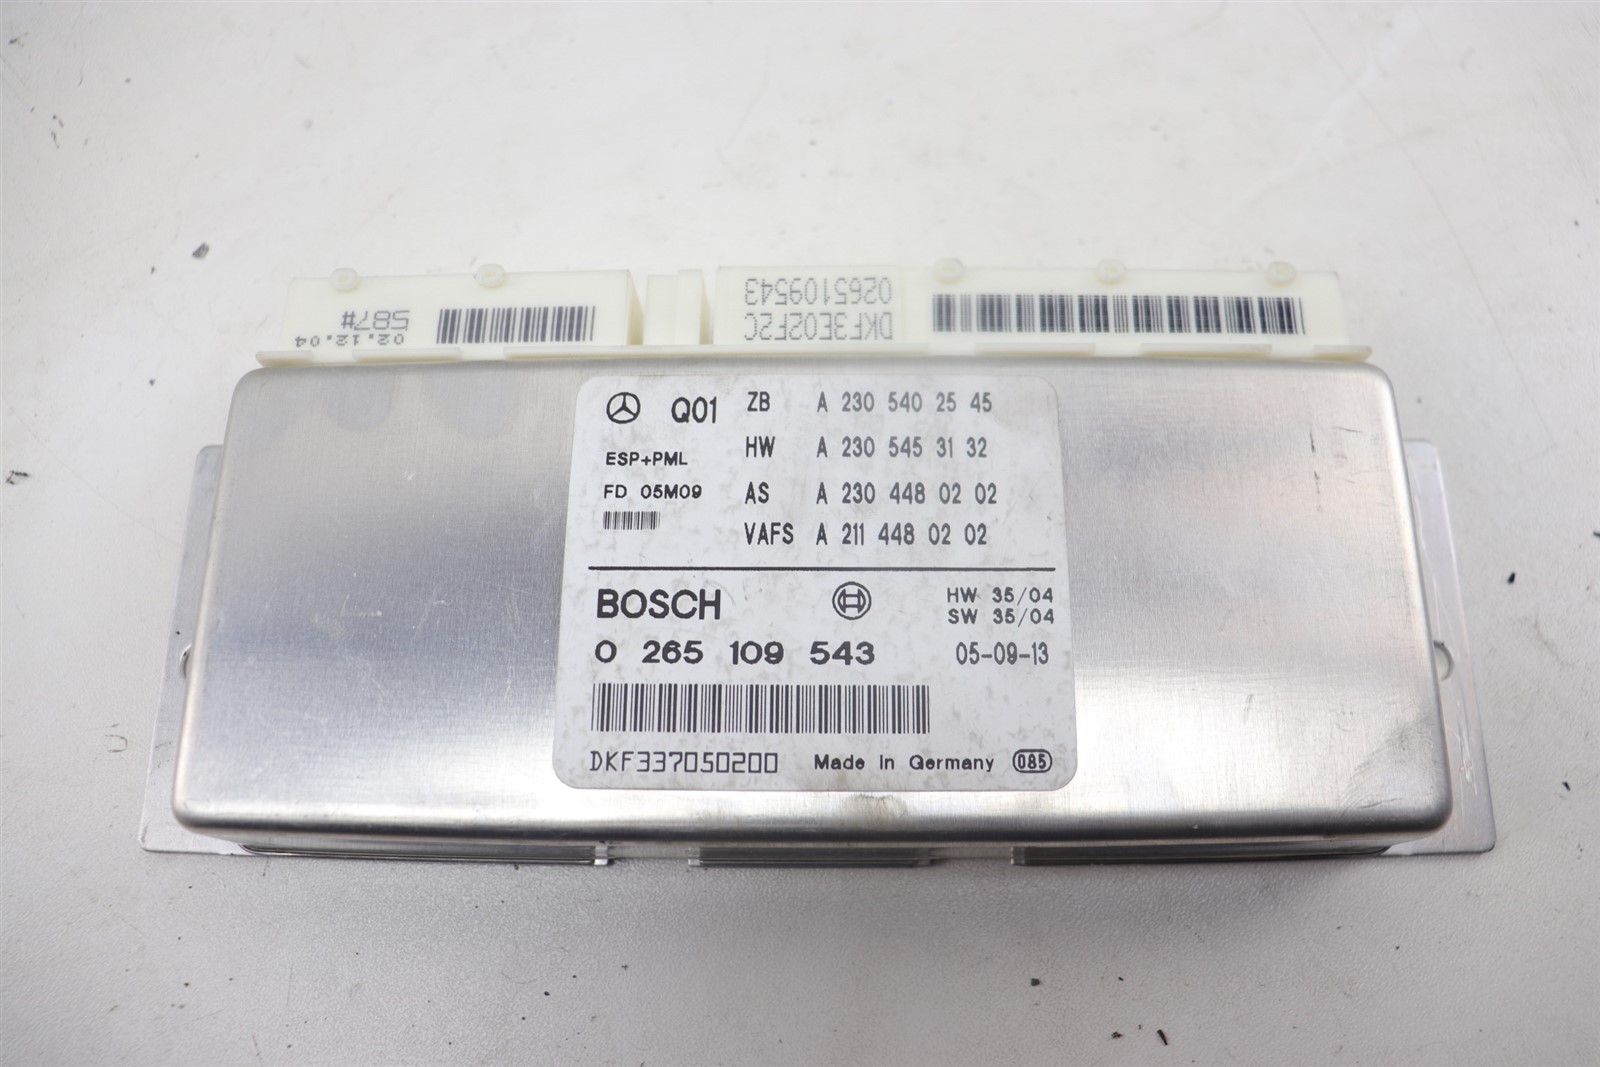 587#
02.12.04
DKF3E02F2C
0265109543
Q01
ESP+PML
FD 05M09
ZB A 230 540 25 45
HW A 230 545 31 32
AS A 230 448 02 02
VAFS A 211 448 02 02
BOSCH
HW 35/04
SW 35/04
0 265 109 543
05-09-13
DKF337050200
Made in Germany
085